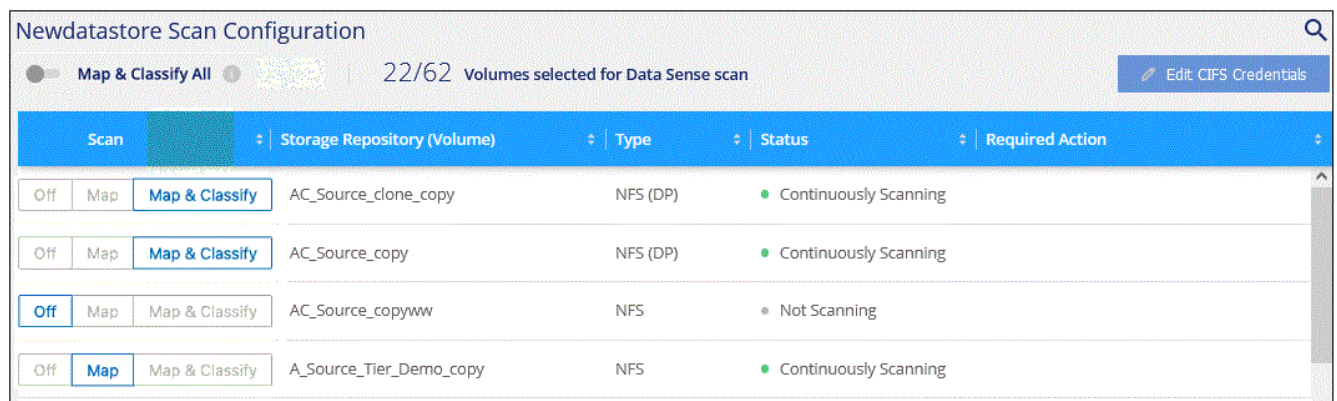 Newdatastore Scan Configuration
Map & Classify All 22/62 Volumes selected for Data Sense scan Edit CIFS Credentials
Scan Storage Repository (Volume) Type Status Required Action
Off Map Map & Classify AC_Source_clone_copy NFS (DP) Continuously Scanning
Off Map Map & Classify AC_Source_copy NFS (DP) Continuously Scanning
Off Map Map & Classify AC_Source_copyww NFS Not Scanning
Off Map Map & Classify A_Source_Tier_Demo_copy NFS Continuously Scanning